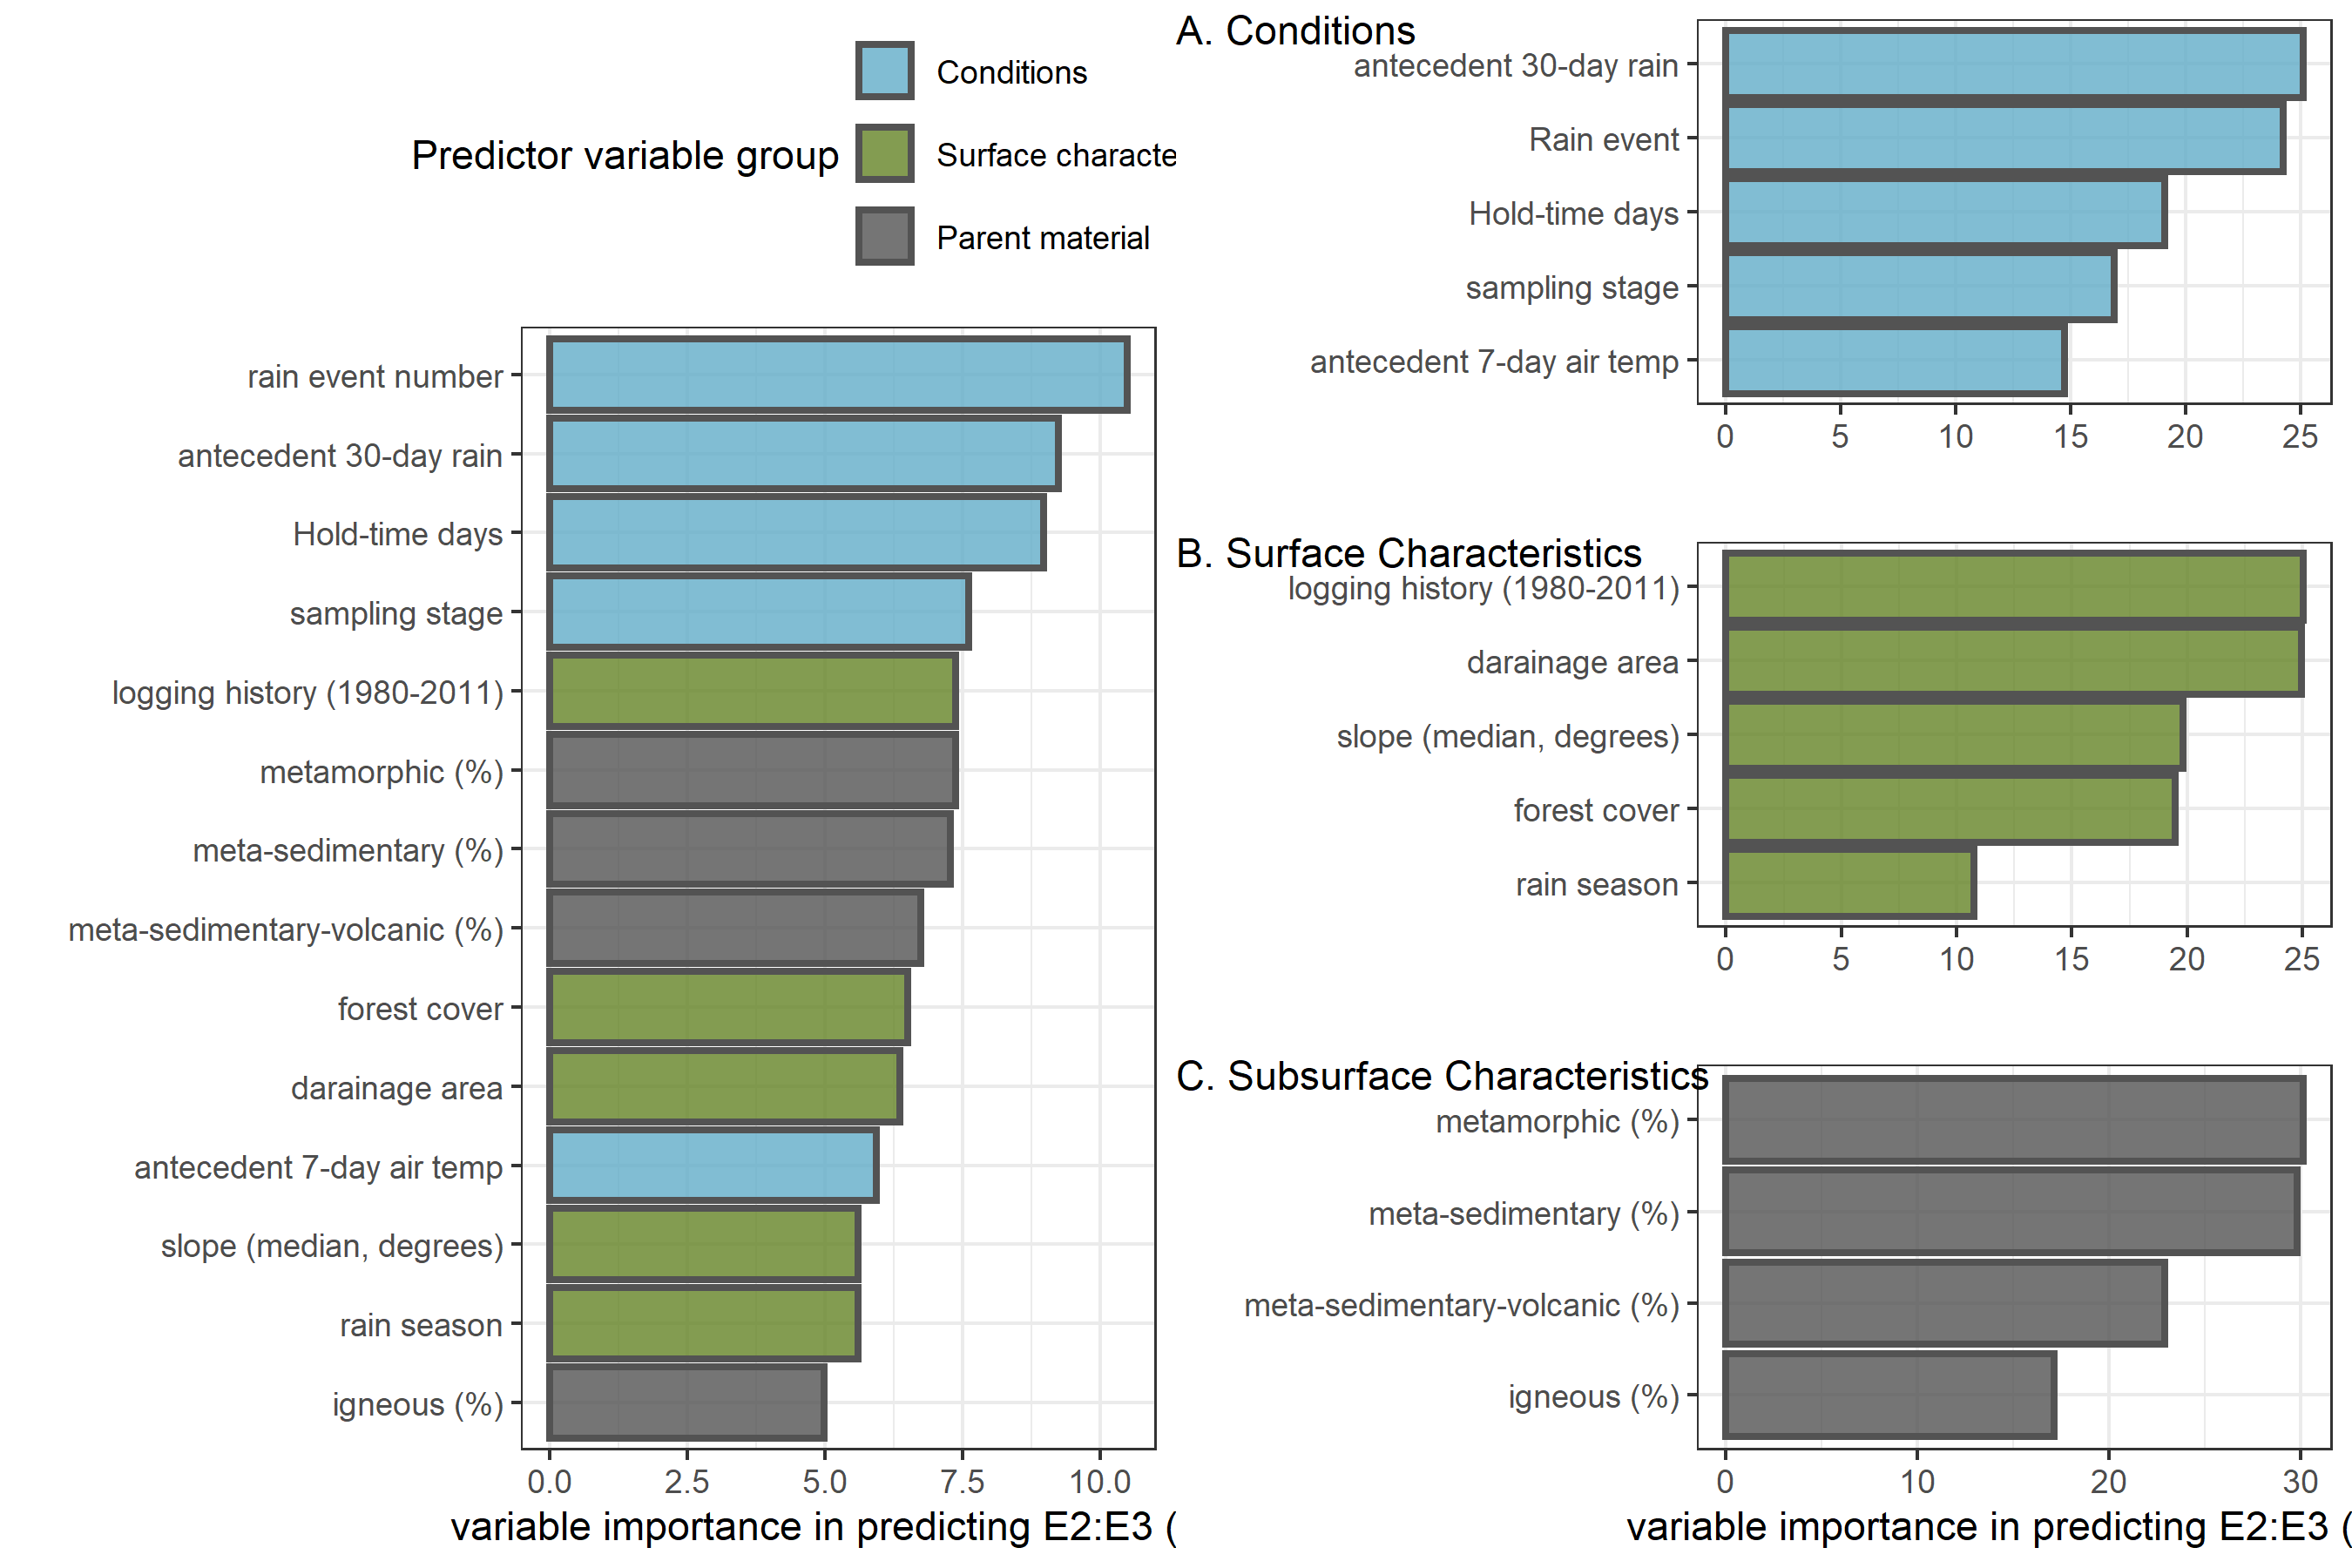 Predictor variable group
Conditions
Surface characte
Parent material
rain event number
antecedent 30-day rain
Hold-time days
sampling stage
logging history (1980-2011)
metamorphic (%)
meta-sedimentary (%)
meta-sedimentary-volcanic (%)
forest cover
darainage area
antecedent 7-day air temp
slope (median, degrees)
rain season
igneous (%)
0.0 2.5 5.0 7.5 10.0
variable importance in predicting E2:E3 (
A. Conditions
antecedent 30-day rain
Rain event
Hold-time days
sampling stage
antecedent 7-day air temp
0 5 10 15 20 25
B. Surface Characteristics
logging history (1980-2011)
darainage area
slope (median, degrees)
forest cover
rain season
0 5 10 15 20 25
C. Subsurface Characteristics
metamorphic (%)
meta-sedimentary (%)
meta-sedimentary-volcanic (%)
igneous (%)
0 10 20 30
variable importance in predicting E2:E3 (